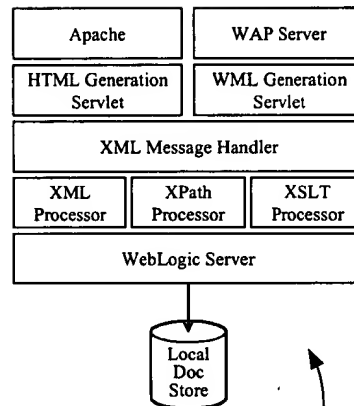 Apache
WAP Server
HTML Generation
Servlet
WML Generation
Servlet
XML Message Handler
XML
Processor
XPath
Processor
XSLT
Processor
WebLogic Server
Local
Doc
Store